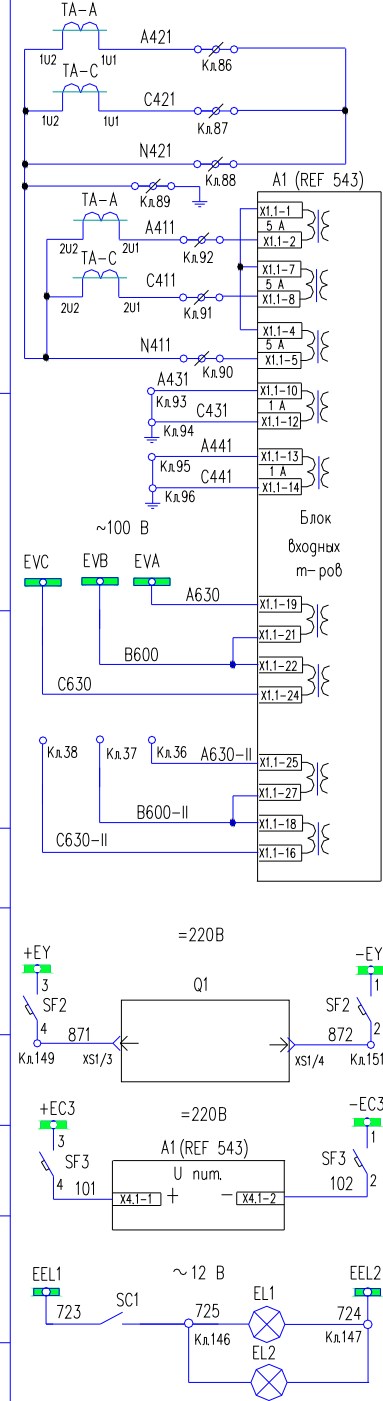 TA-A
A421
1U2 1U1 Кл.86
TA-C
C421
1U2 1U1 Кл.87
N421
Кл.88
A1 (REF 543)
Кл.89
TA-A
X1.1-1
A411
5 A
2U2 2U1 Кл.92
X1.1-2
TA-C
X1.1-7
C411
5 A
2U2 2U1 Кл.91
X1.1-8
X1.1-4
5 A
N411
X1.1-5
Кл.90
A431
X1.1-10
Кл.93
1 A
C431
X1.1-12
Кл.94
A441
X1.1-13
Кл.95
1 A
C441
X1.1-14
Кл.96
Блок
входных
т-ров
~100 В
EVC EVB EVA
A630
X1.1-19
X1.1-21
B600
X1.1-22
C630
X1.1-24
Кл.38 Кл.37 Кл.36 A630-II
X1.1-25
X1.1-27
B600-II
X1.1-18
C630-II
X1.1-16
=220В
+EY -EY
3 1
Q1
SF2 SF2
4 2
871 872
Кл.149 XS1/3 XS1/4 Кл.151
+EC3 =220В -EC3
3 1
A1 (REF 543)
SF3 U пит. SF3
4 2
101 X4.1-1 + - X4.1-2 102
~12 В
EEL1 EEL2
723 SC1 725 EL1 724
Кл.146 Кл.147
EL2